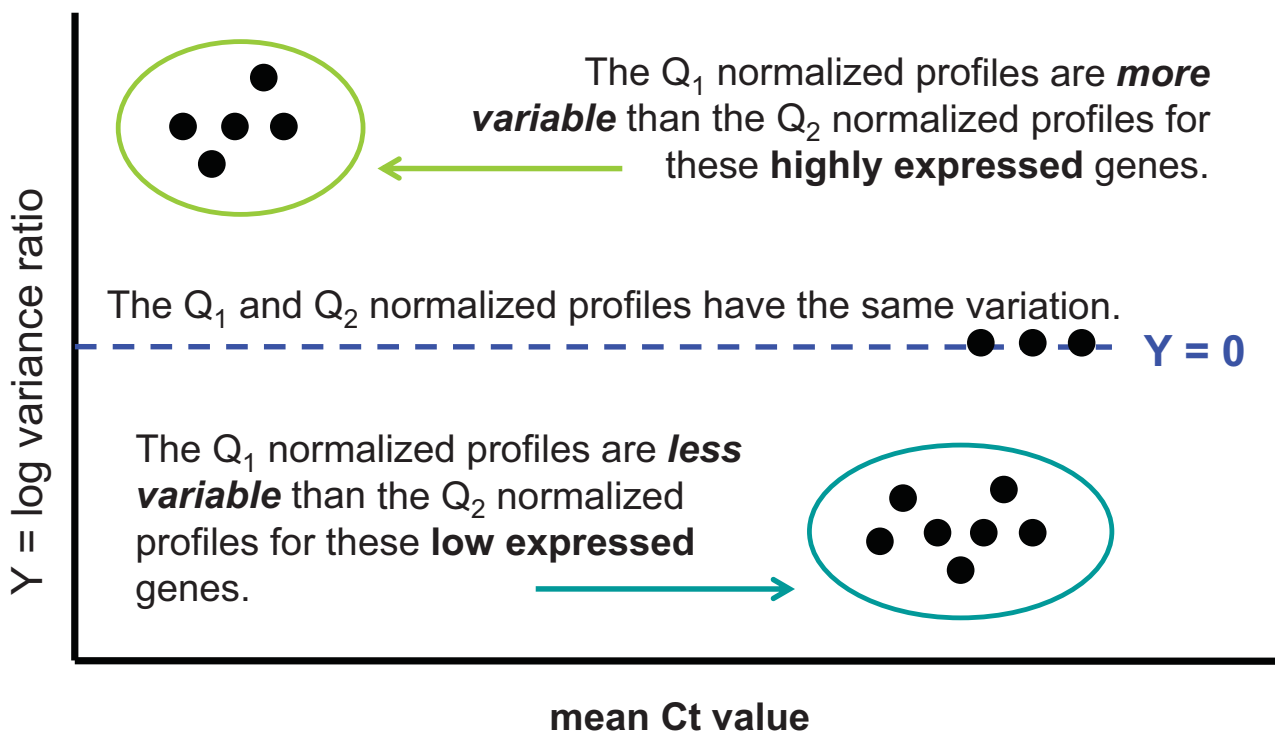 The Q₁ normalized profiles are more
variable than the Q₂ normalized profiles for
these highly expressed genes.
Y = log variance ratio
The Q₁ and Q₂ normalized profiles have the same variation.
Y = 0
The Q₁ normalized profiles are less
variable than the Q₂ normalized
profiles for these low expressed
genes.
mean Ct value